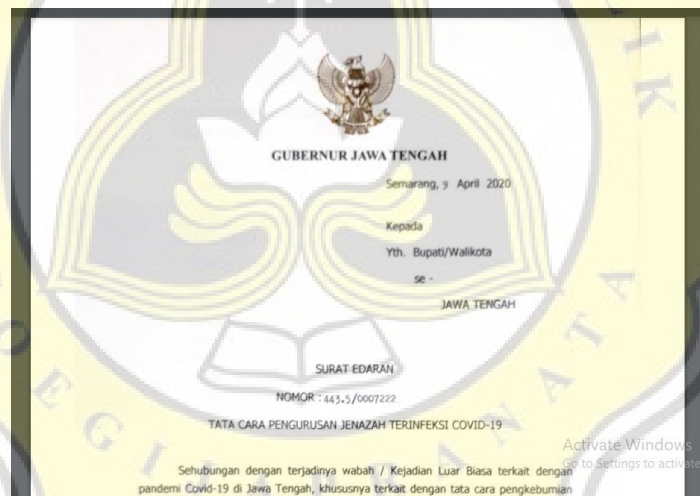 GUBERNUR JAWA TENGAH
Semarang, 9 April 2020
Kepada
Yth. Bupati/Walikota
se -
JAWA TENGAH
SURAT EDARAN
NOMOR : 443.5/0007222
TATA CARA PENGURUSAN JENAZAH TERINFEKSI COVID-19
Sehubungan dengan terjadinya wabah / Kejadian Luar Biasa terkait dengan
pandemi Covid-19 di Jawa Tengah, khususnya terkait dengan tata cara pengkebumian
Activate Windows
Go to Settings to activate